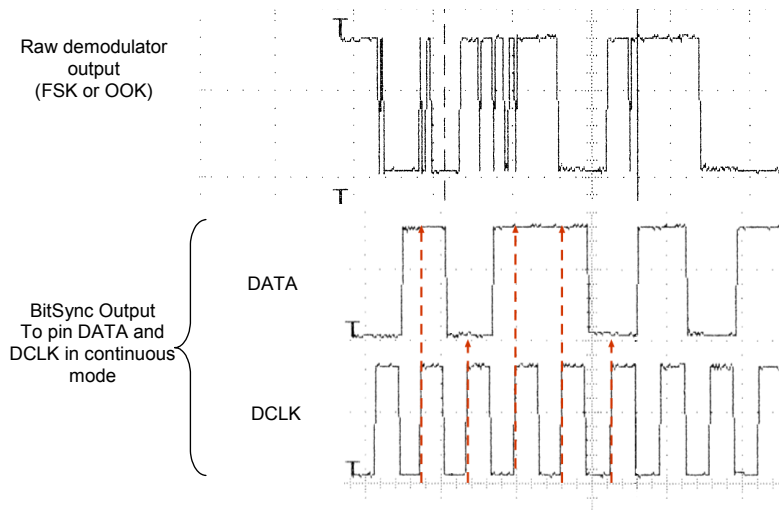 Raw demodulator
output
(FSK or OOK)
DATA
BitSync Output
To pin DATA and
DCLK in continuous
mode
DCLK